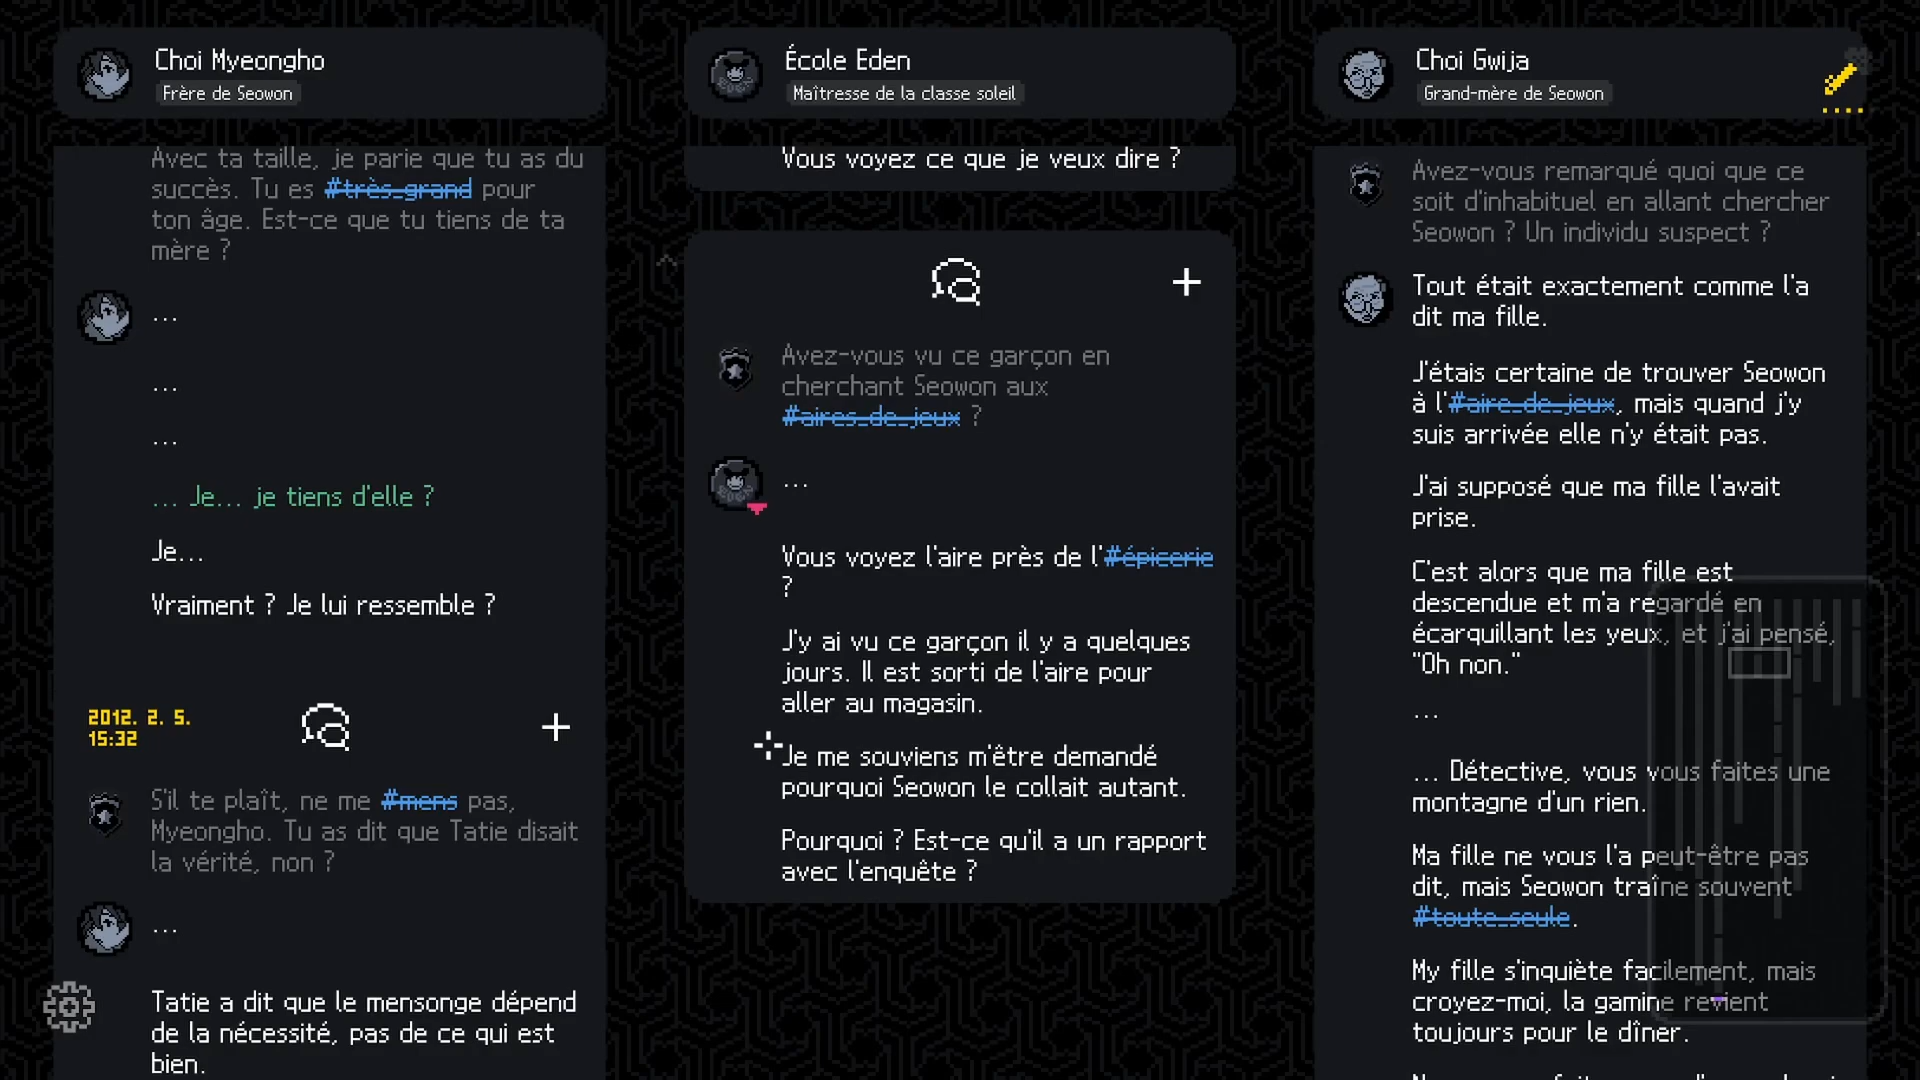 Choi Myeongho
Frère de Seowon
Avec ta taille, je parie que tu as du
succès. Tu es #très_grand pour
ton âge. Est-ce que tu tiens de ta
mère ?
...
...
...
... Je... je tiens d'elle ?
Je...
Vraiment ? Je lui ressemble ?
2012. 2. 5.
15:32
S'il te plaît, ne me #mens pas,
Myeongho. Tu as dit que Tatie disait
la vérité, non ?
...
Tatie a dit que le mensonge dépend
de la nécessité, pas de ce qui est
bien.
École Eden
Maîtresse de la classe soleil
Vous voyez ce que je veux dire ?
Avez-vous vu ce garçon en
cherchant Seowon aux
#aires_de_jeux ?
...
Vous voyez l'aire près de l'#épicerie
?
J'y ai vu ce garçon il y a quelques
jours. Il est sorti de l'aire pour
aller au magasin.
Je me souviens m'être demandé
pourquoi Seowon le collait autant.
Pourquoi ? Est-ce qu'il a un rapport
avec l'enquête ?
Choi Gwija
Grand-mère de Seowon
Avez-vous remarqué quoi que ce
soit d'inhabituel en allant chercher
Seowon ? Un individu suspect ?
Tout était exactement comme l'a
dit ma fille.
J'étais certaine de trouver Seowon
à l'#aire_de_jeux, mais quand j'y
suis arrivée elle n'y était pas.
J'ai supposé que ma fille l'avait
prise.
C'est alors que ma fille est
descendue et m'a regardé en
écarquillant les yeux, et j'ai pensé,
"Oh non."
...
... Détective, vous vous faites une
montagne d'un rien.
Ma fille ne vous l'a peut-être pas
dit, mais Seowon traîne souvent
#toute_seule.
My fille s'inquiète facilement, mais
croyez-moi, la gamine revient
toujours pour le dîner.